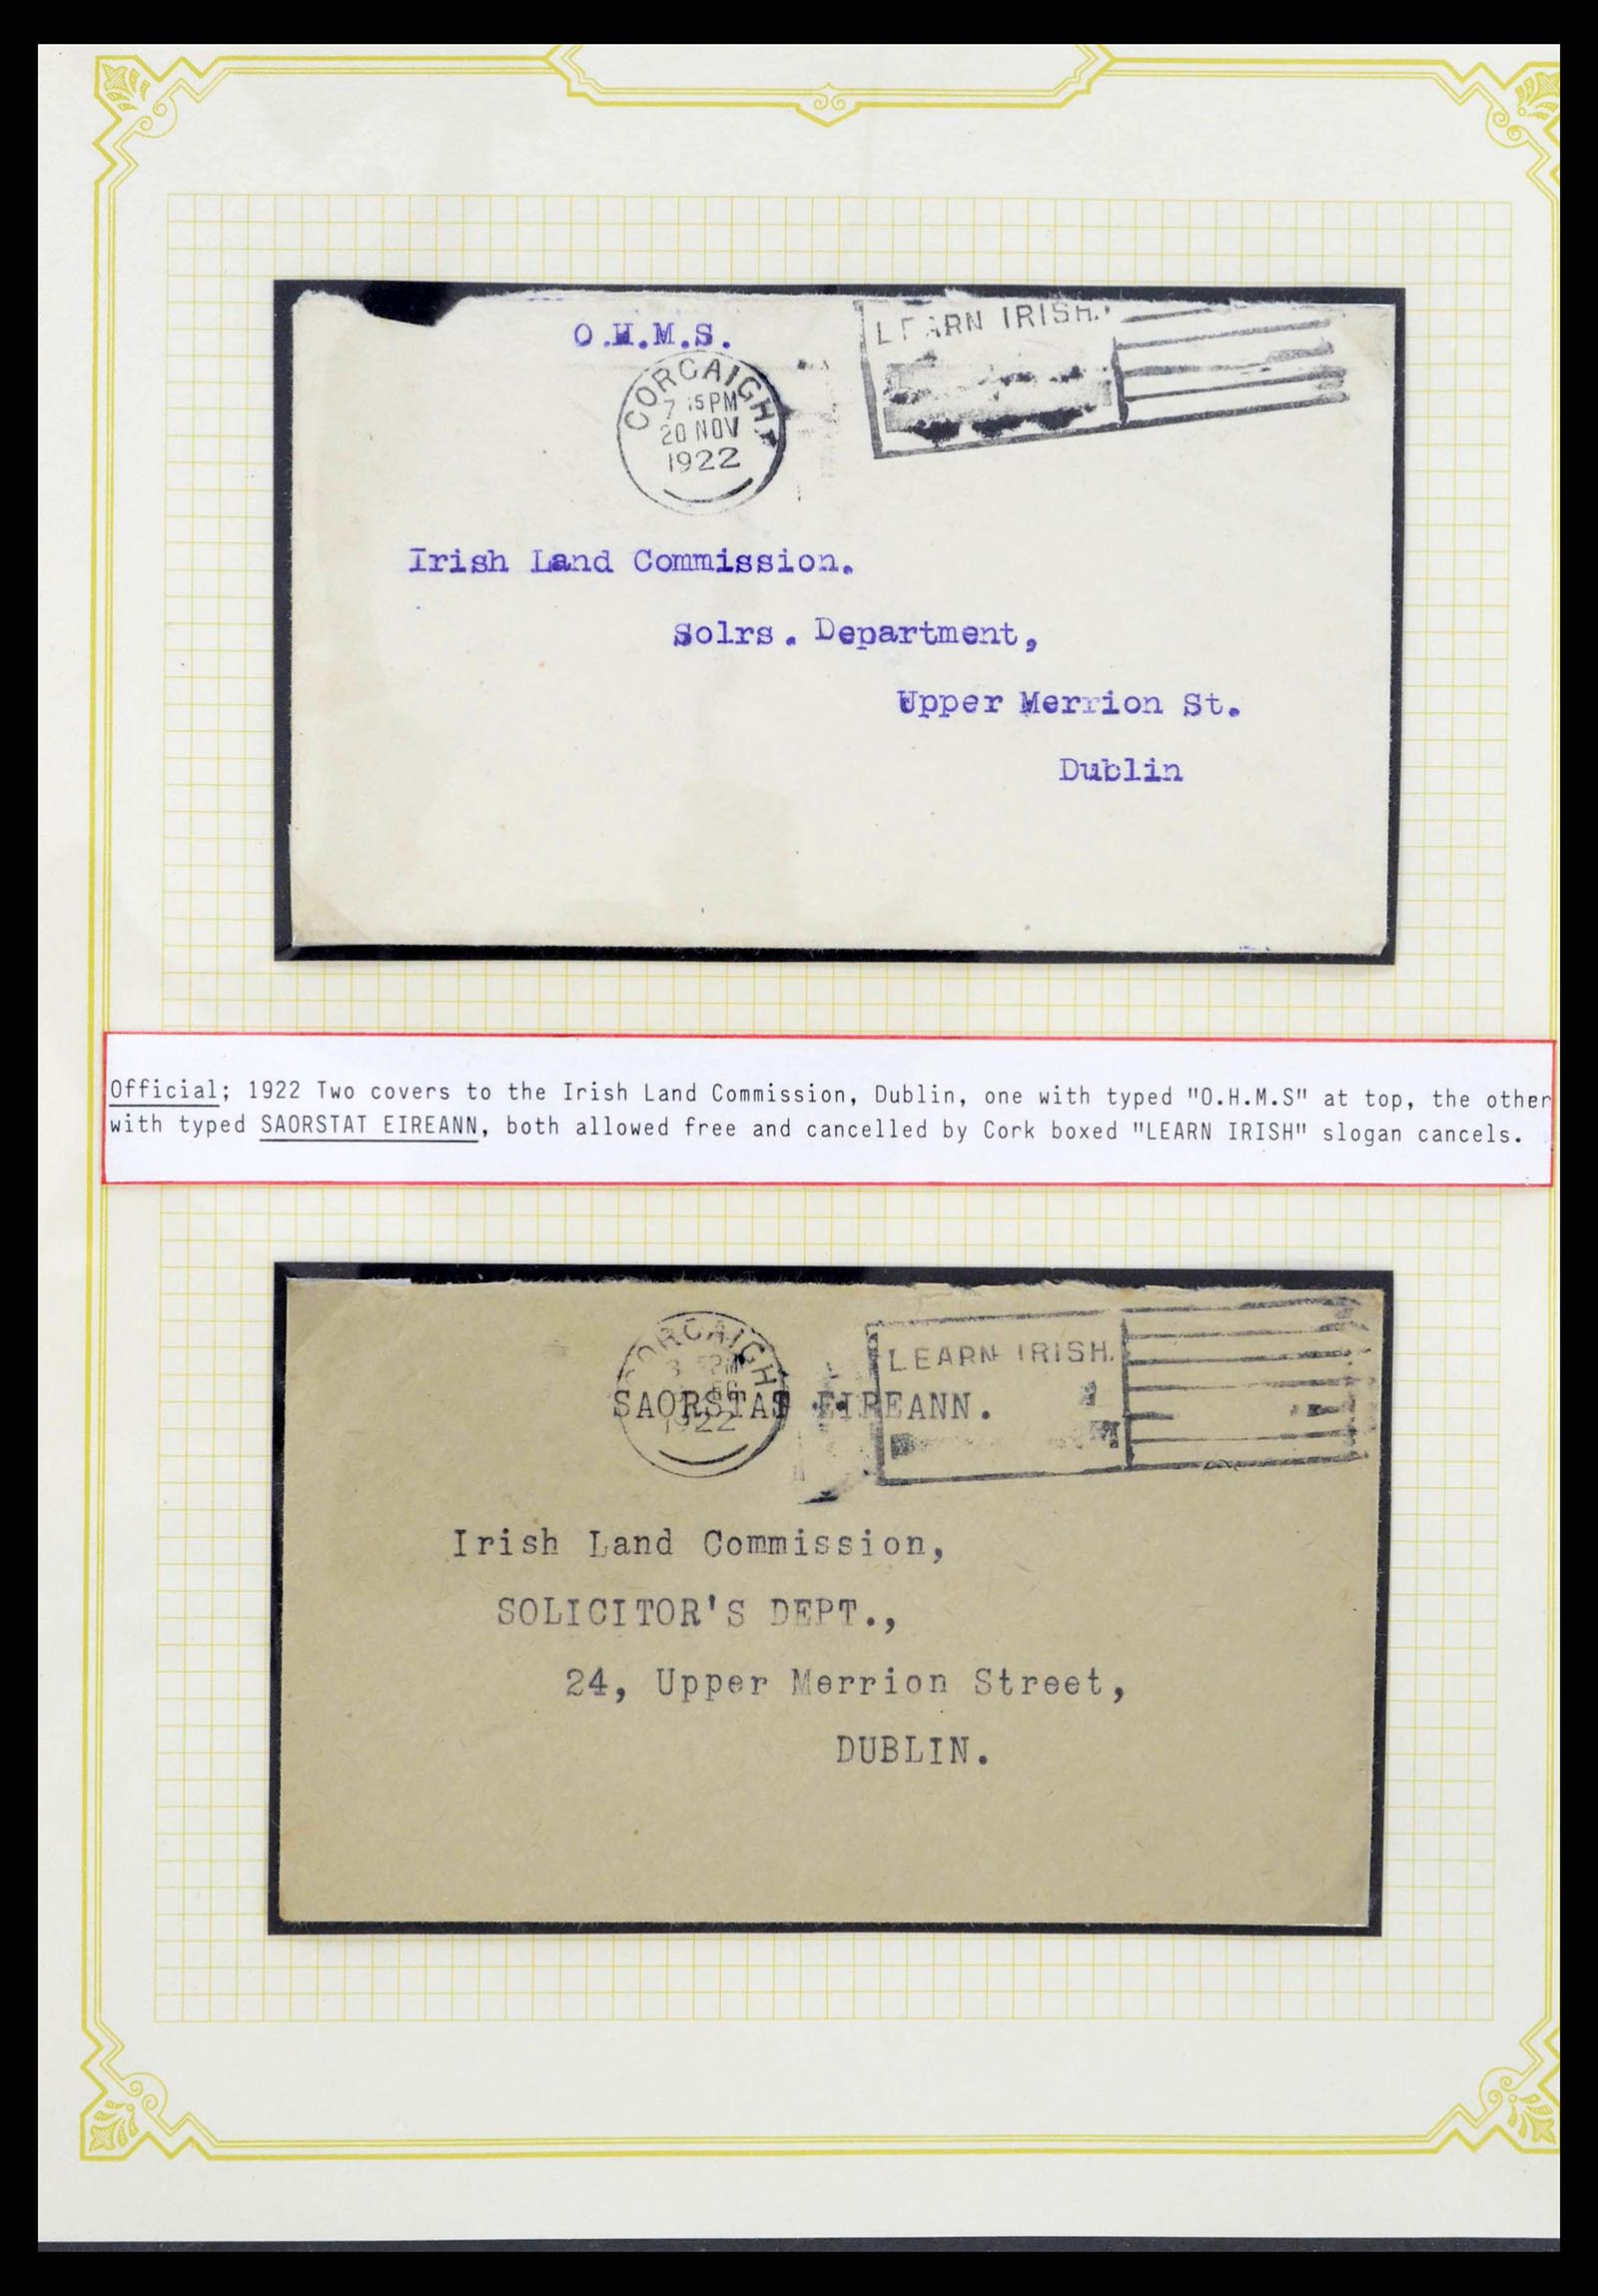 O.H.M.S.
LEARN IRISH.
CORCAIGH
7 15PM
20 NOV
1922
Irish Land Commission.
Solrs. Department,
Upper Merrion St.
Dublin
Official; 1922 Two covers to the Irish Land Commission, Dublin, one with typed "O.H.M.S" at top, the other
with typed SAORSTAT EIREANN, both allowed free and cancelled by Cork boxed "LEARN IRISH" slogan cancels.
CORCAIGH
LEARN IRISH.
SAORSTAT EIREANN.
1922
Irish Land Commission,
SOLICITOR'S DEPT.,
24, Upper Merrion Street,
DUBLIN.